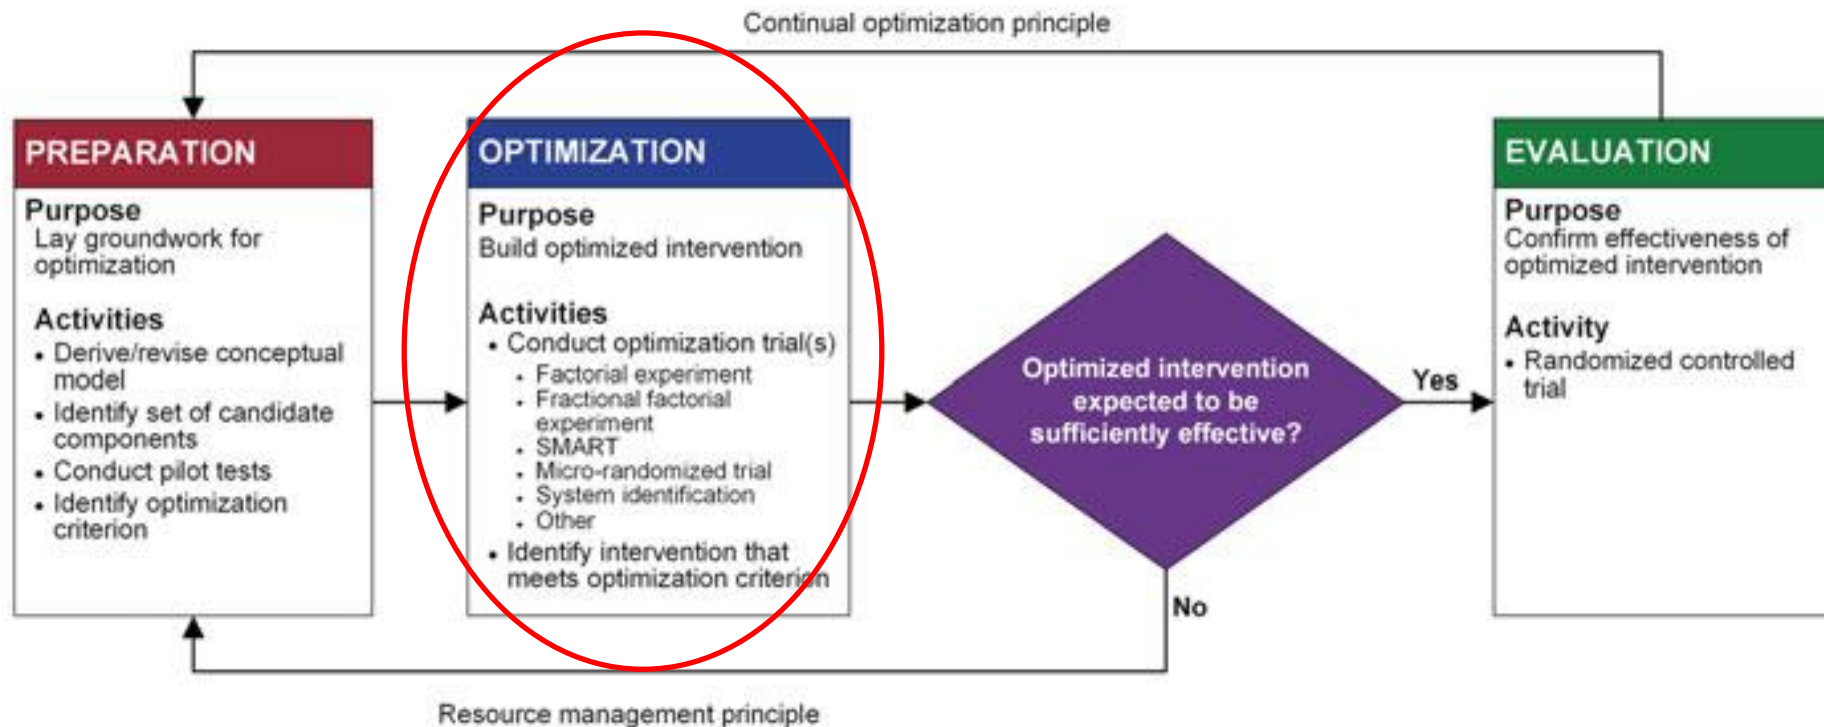 Continual optimization principle
PREPARATION
Purpose
Lay groundwork for
optimization
Activities
• Derive/revise conceptual
model
• Identify set of candidate
components
• Conduct pilot tests
• Identify optimization
criterion
OPTIMIZATION
Purpose
Build optimized intervention
Activities
• Conduct optimization trial(s)
• Factorial experiment
• Fractional factorial
experiment
• SMART
• Micro-randomized trial
• System identification
• Other
• Identify intervention that
meets optimization criterion
Optimized intervention
expected to be
sufficiently effective?
Yes
No
EVALUATION
Purpose
Confirm effectiveness of
optimized intervention
Activity
• Randomized controlled
trial
Resource management principle